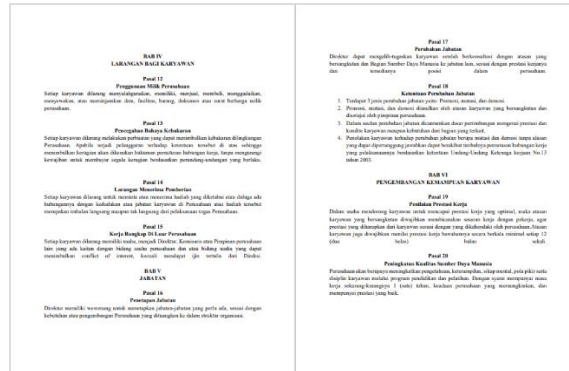 BAB IV
LARANGAN BAGI KARYAWAN
Pasal 12
Penggunaan Milik Perusahaan
Setiap karyawan dilarang menyalahgunakan, memiliki, menjual, membeli, menggadaikan,
menyewakan, atau meminjamkan dana, fasilitas, barang, dokumen atau surat berharga milik
perusahaan.
Pasal 13
Pencegahan Bahaya Kebakaran
Setiap karyawan dilarang melakukan perbuatan yang dapat menimbulkan kebakaran dilingkungan
Perusahaan. Apabila terjadi pelanggaran terhadap ketentuan tersebut di atas sehingga
menimbulkan kerugian akan dikenakan hukuman pemutusan hubungan kerja, tanpa mengurangi
kewajiban untuk membayar segala kerugian berdasarkan perundang-undangan yang berlaku.
Pasal 14
Larangan Menerima Pemberian
Setiap karyawan dilarang untuk meminta atau menerima hadiah yang diketahui atau diduga ada
hubungannya dengan kedudukan atau jabatan karyawan di Perusahaan atau hadiah tersebut
merupakan imbalan langsung maupun tak langsung dari pelaksanaan tugas Perusahaan.
Pasal 15
Kerja Rangkap Di Luar Perusahaan
Setiap karyawan dilarang memiliki usaha, menjadi Direktur, Komisaris atau Pimpinan perusahaan
lain yang ada kaitan dengan bidang usaha perusahaan dan atau bidang usaha yang dapat
menimbulkan conflict of interest, kecuali mendapat ijin tertulis dari Direksi.
BAB V
JABATAN
Pasal 16
Penetapan Jabatan
Direktur memiliki wewenang untuk menetapkan jabatan-jabatan yang perlu ada, sesuai dengan
kebutuhan atau pengembangan Perusahaan yang dituangkan ke dalam struktur organisasi.
Pasal 17
Perubahan Jabatan
Direktur dapat mengalih-tugaskan karyawan setelah berkonsultasi dengan atasan yang
bersangkutan dan Bagian Sumber Daya Manusia ke jabatan lain, sesuai dengan prestasi kerjanya
dan tersedianya posisi dalam perusahaan.
Pasal 18
Ketentuan Perubahan Jabatan
1. Terdapat 3 jenis perubahan jabatan yaitu: Promosi, mutasi, dan demosi.
2. Promosi, mutasi, dan demosi diusulkan oleh atasan karyawan yang bersangkutan dan
disetujui oleh pimpinan perusahaan.
3. Dalam usulan perubahan jabatan dicantumkan dasar pertimbangan mengenai prestasi dan
kondite karyawan maupun kebutuhan dari bagian yang terkait.
4. Penolakan karyawan terhadap perubahan jabatan berupa mutasi dan demosi tanpa alasan
yang dapat dipertanggung jawabkan dapat berakibat timbulnya pemutusan hubungan kerja
yang pelaksanaannya berdasarkan ketentuan Undang-Undang Ketenaga kerjaan No.13
tahun 2003.
BAB VI
PENGEMBANGAN KEMAMPUAN KARYAWAN
Pasal 19
Penilaian Prestasi Kerja
Dalam usaha mendorong karyawan untuk mencapai prestasi kerja yang optimal, maka atasan
karyawan yang bersangkutan diwajibkan membicarakan sasaran kerja dengan pekerja, agar
prestasi yang diharapkan dari karyawan sesuai dengan yang dikehendaki oleh perusahaan. Atasan
karyawan juga diwajibkan menilai prestasi kerja bawahannya secara berkala minimal setiap 12
(dua belas) bulan sekali.
Pasal 20
Peningkatan Kualitas Sumber Daya Manusia
Perusahaan akan berupaya meningkatkan pengetahuan, keterampilan, sikap mental, pola pikir serta
disiplin karyawan melalui program pendidikan dan pelatihan. Dengan syarat mempunyai masa
kerja sekurang-kurangnya 1 (satu) tahun, keadaan perusahaan yang memungkinkan, dan
mempunyai prestasi yang baik.